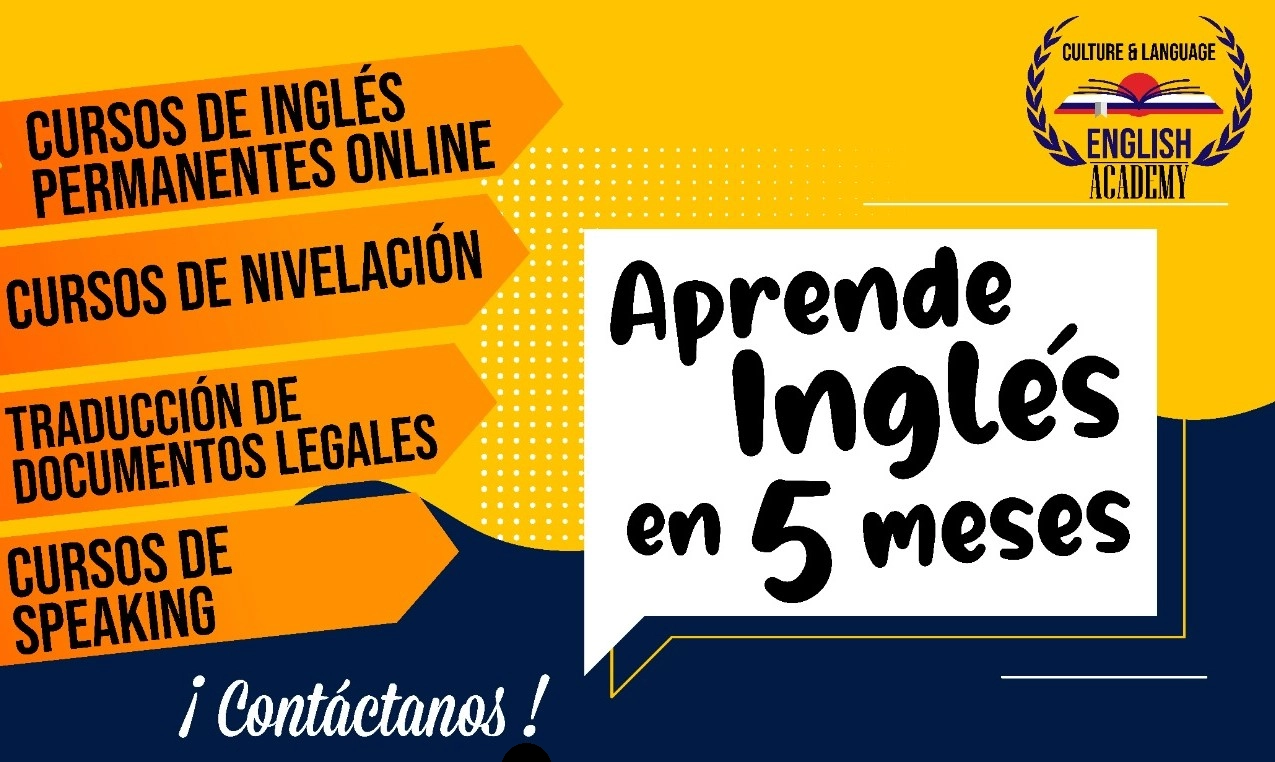 CURSOS DE INGLÉS
PERMANENTES ONLINE
CURSOS DE NIVELACIÓN
TRADUCCIÓN DE
DOCUMENTOS LEGALES
CURSOS DE
SPEAKING
¡Contáctanos!
CULTURE & LANGUAGE
ENGLISH
ACADEMY
Aprende
Inglés
en 5 meses